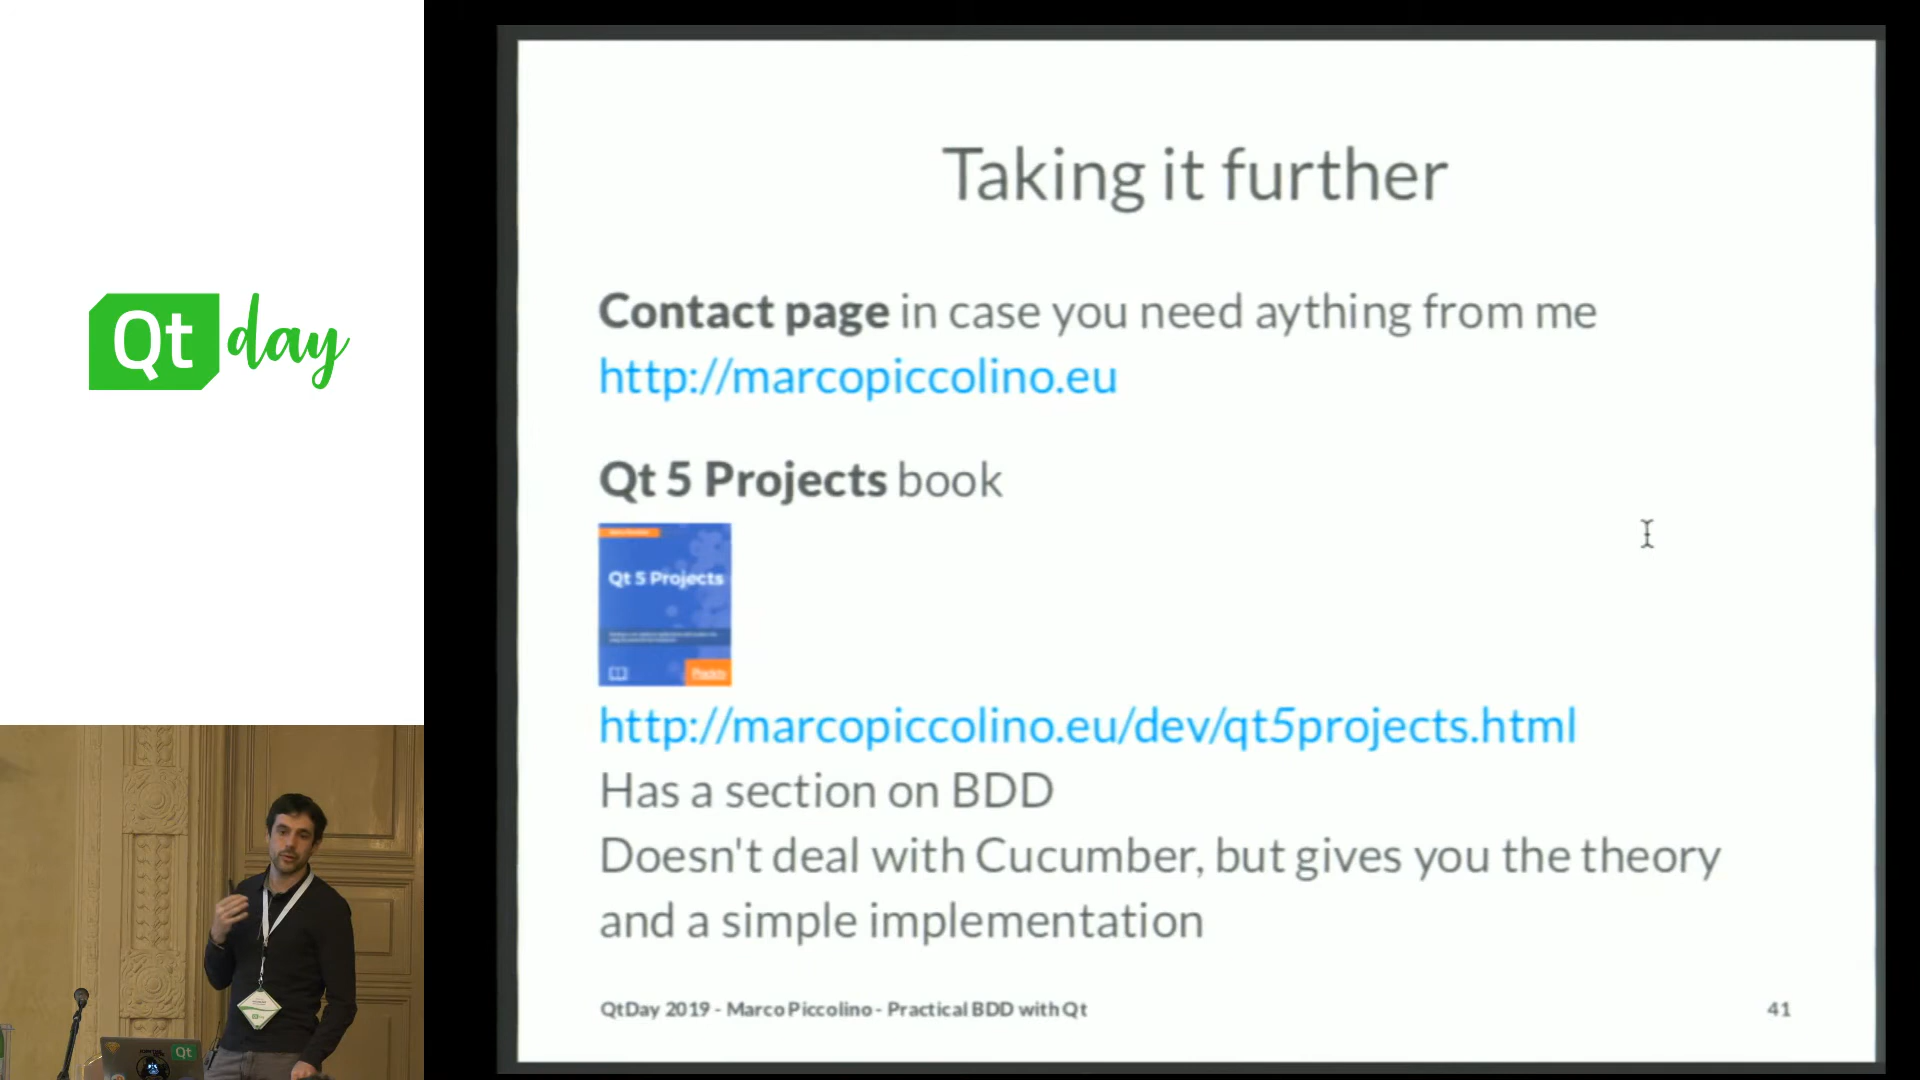 Qt day
Taking it further
Contact page in case you need aything from me
http://marcopiccolino.eu
Qt 5 Projects book
Qt 5 Projects
Packt>
http://marcopiccolino.eu/dev/qt5projects.html
Has a section on BDD
Doesn't deal with Cucumber, but gives you the theory
and a simple implementation
QtDay 2019 - Marco Piccolino - Practical BDD with Qt
41
Qt